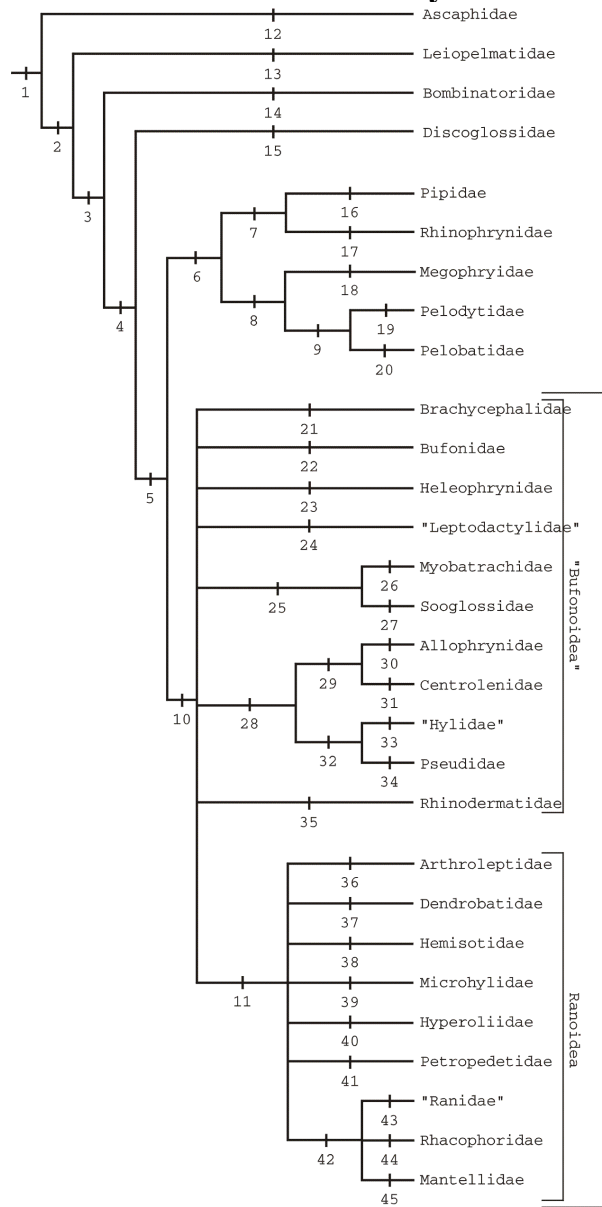 Ascaphidae
12
Leiopelmatidae
13
1
Bombinatoridae
14
2
Discoglossidae
15
3
Pipidae
16
7
Rhinophrynidae
17
6
Megophryidae
18
8
Pelodytidae
19
4
9
Pelobatidae
20
Brachycephalidae
21
Bufonidae
22
Heleophrynidae
23
5
"Leptodactylidae"
24
Myobatrachidae
26
25
Sooglossidae
27
"Bufonoidea"
Allophrynidae
30
29
Centrolenidae
31
10
28
"Hylidae"
33
32
Pseudidae
34
Rhinodermatidae
35
Arthroleptidae
36
Dendrobatidae
37
Hemisotidae
38
11
Microhylidae
39
Ranoidea
Hyperoliidae
40
Petropedetidae
41
"Ranidae"
43
42
Rhacophoridae
44
Mantellidae
45